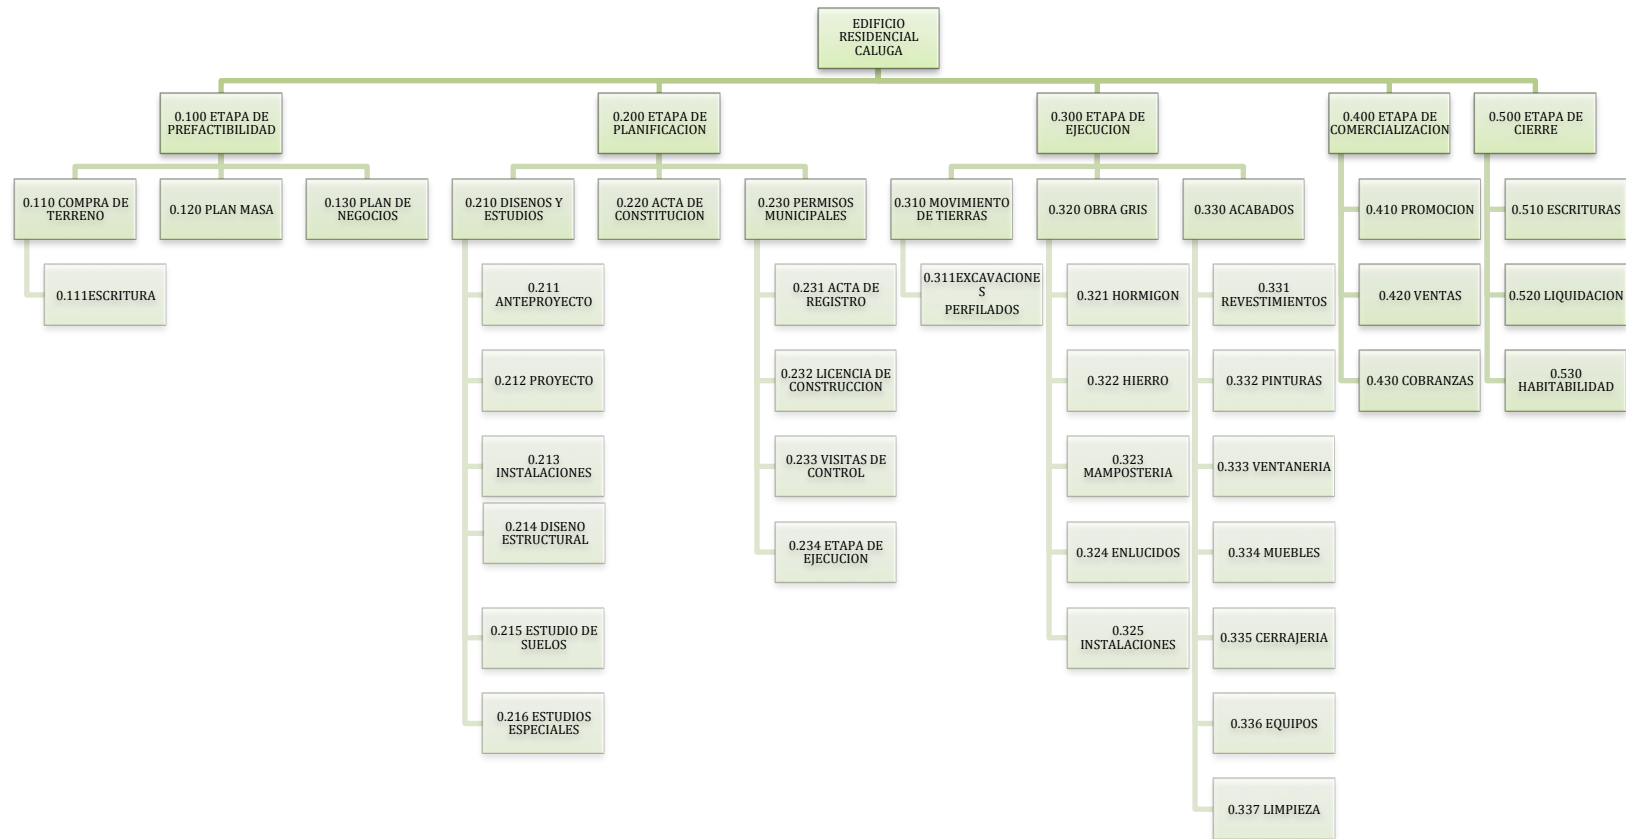 EDIFICIO
RESIDENCIAL
CALUGA
0.100 ETAPA DE
PREFACTIBILIDAD
0.200 ETAPA DE
PLANIFICACION
0.300 ETAPA DE
EJECUCION
0.400 ETAPA DE
COMERCIALIZACION
0.500 ETAPA DE
CIERRE
0.110 COMPRA DE
TERRENO
0.120 PLAN MASA
0.130 PLAN DE
NEGOCIOS
0.210 DISENOS Y
ESTUDIOS
0.220 ACTA DE
CONSTITUCION
0.230 PERMISOS
MUNICIPALES
0.310 MOVIMIENTO
DE TIERRAS
0.320 OBRA GRIS
0.330 ACABADOS
0.410 PROMOCION
0.510 ESCRITURAS
0.111ESCRITURA
0.211
ANTEPROYECTO
0.231 ACTA DE
REGISTRO
0.311EXCAVACIONE
S
PERFILADOS
0.321 HORMIGON
0.331
REVESTIMIENTOS
0.420 VENTAS
0.520 LIQUIDACION
0.212 PROYECTO
0.232 LICENCIA DE
CONSTRUCCION
0.322 HIERRO
0.332 PINTURAS
0.430 COBRANZAS
0.530
HABITABILIDAD
0.213
INSTALACIONES
0.233 VISITAS DE
CONTROL
0.323
MAMPOSTERIA
0.333 VENTANERIA
0.214 DISENO
ESTRUCTURAL
0.234 ETAPA DE
EJECUCION
0.324 ENLUCIDOS
0.334 MUEBLES
0.215 ESTUDIO DE
SUELOS
0.325
INSTALACIONES
0.335 CERRAJERIA
0.216 ESTUDIOS
ESPECIALES
0.336 EQUIPOS
0.337 LIMPIEZA